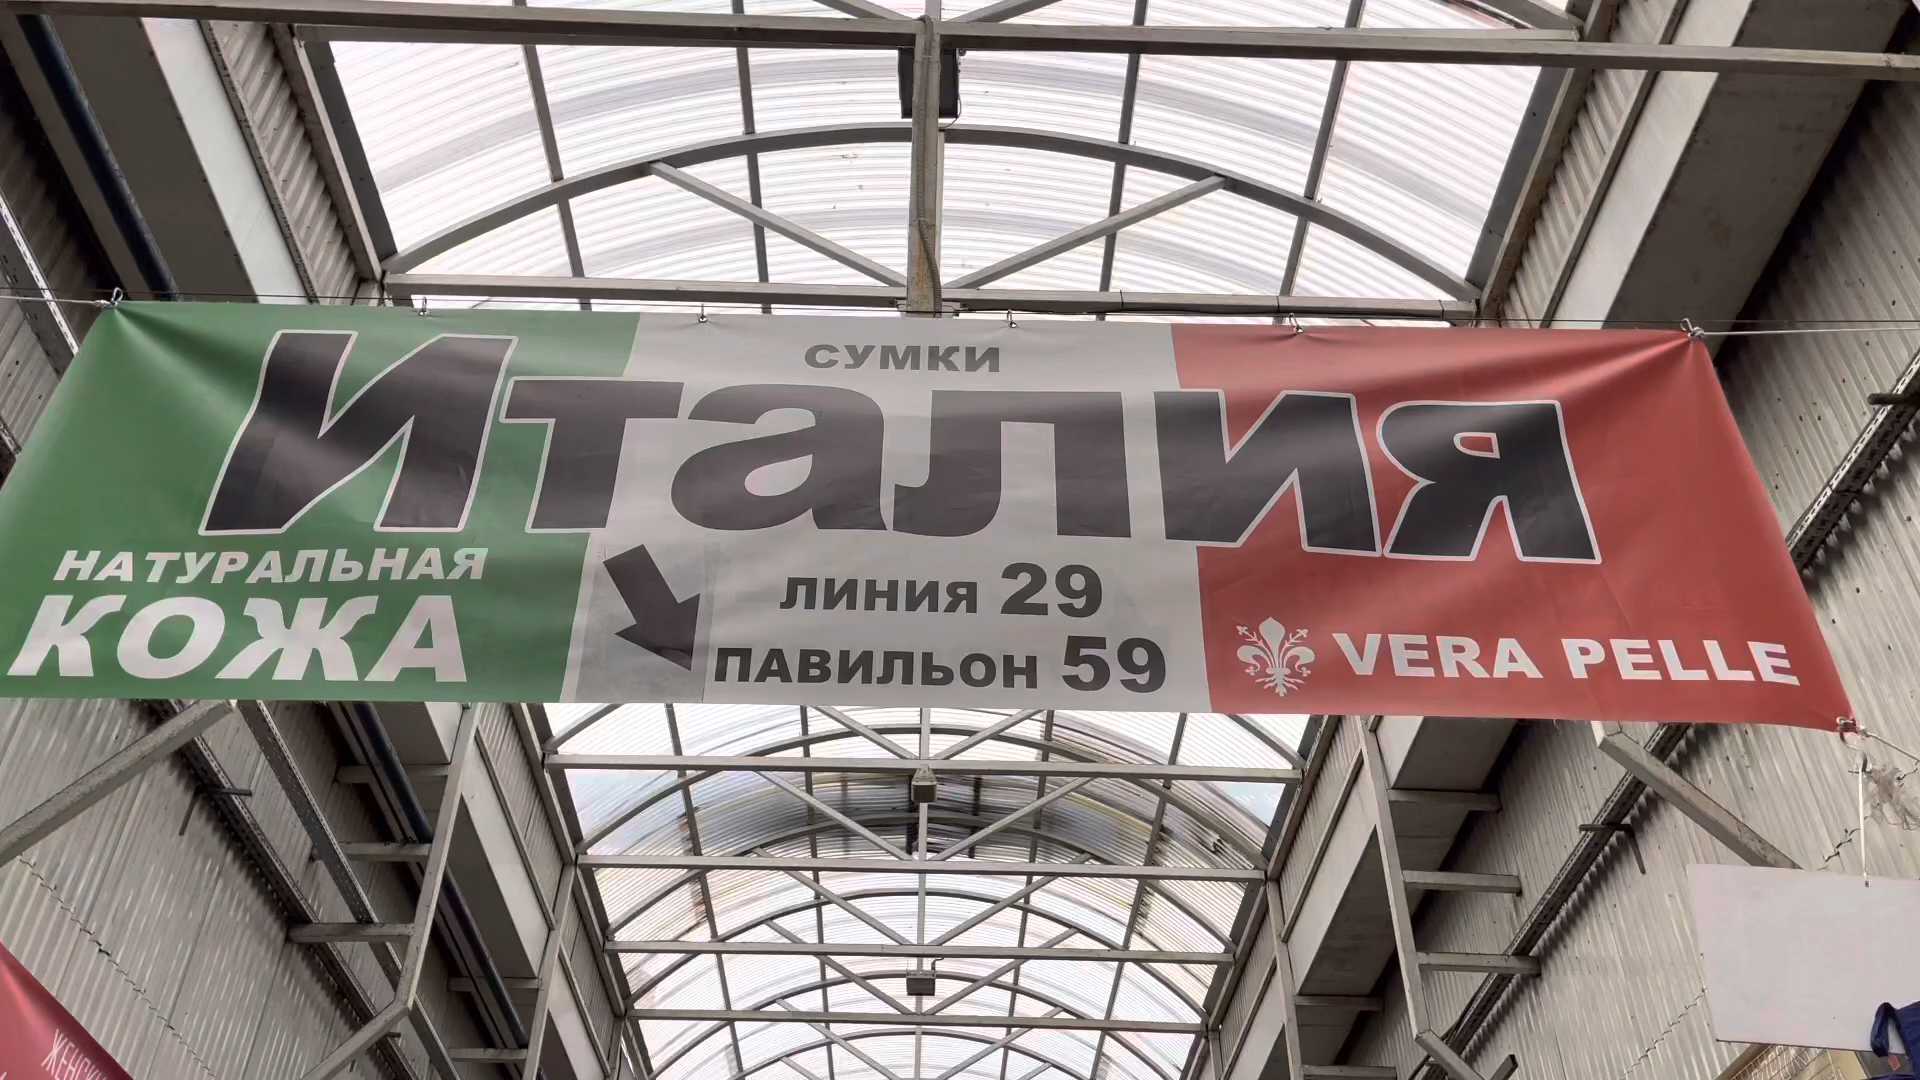 СУМКИ
Италия
НАТУРАЛЬНАЯ
КОЖА
ЛИНИЯ 29
ПАВИЛЬОН 59
VERA PELLE